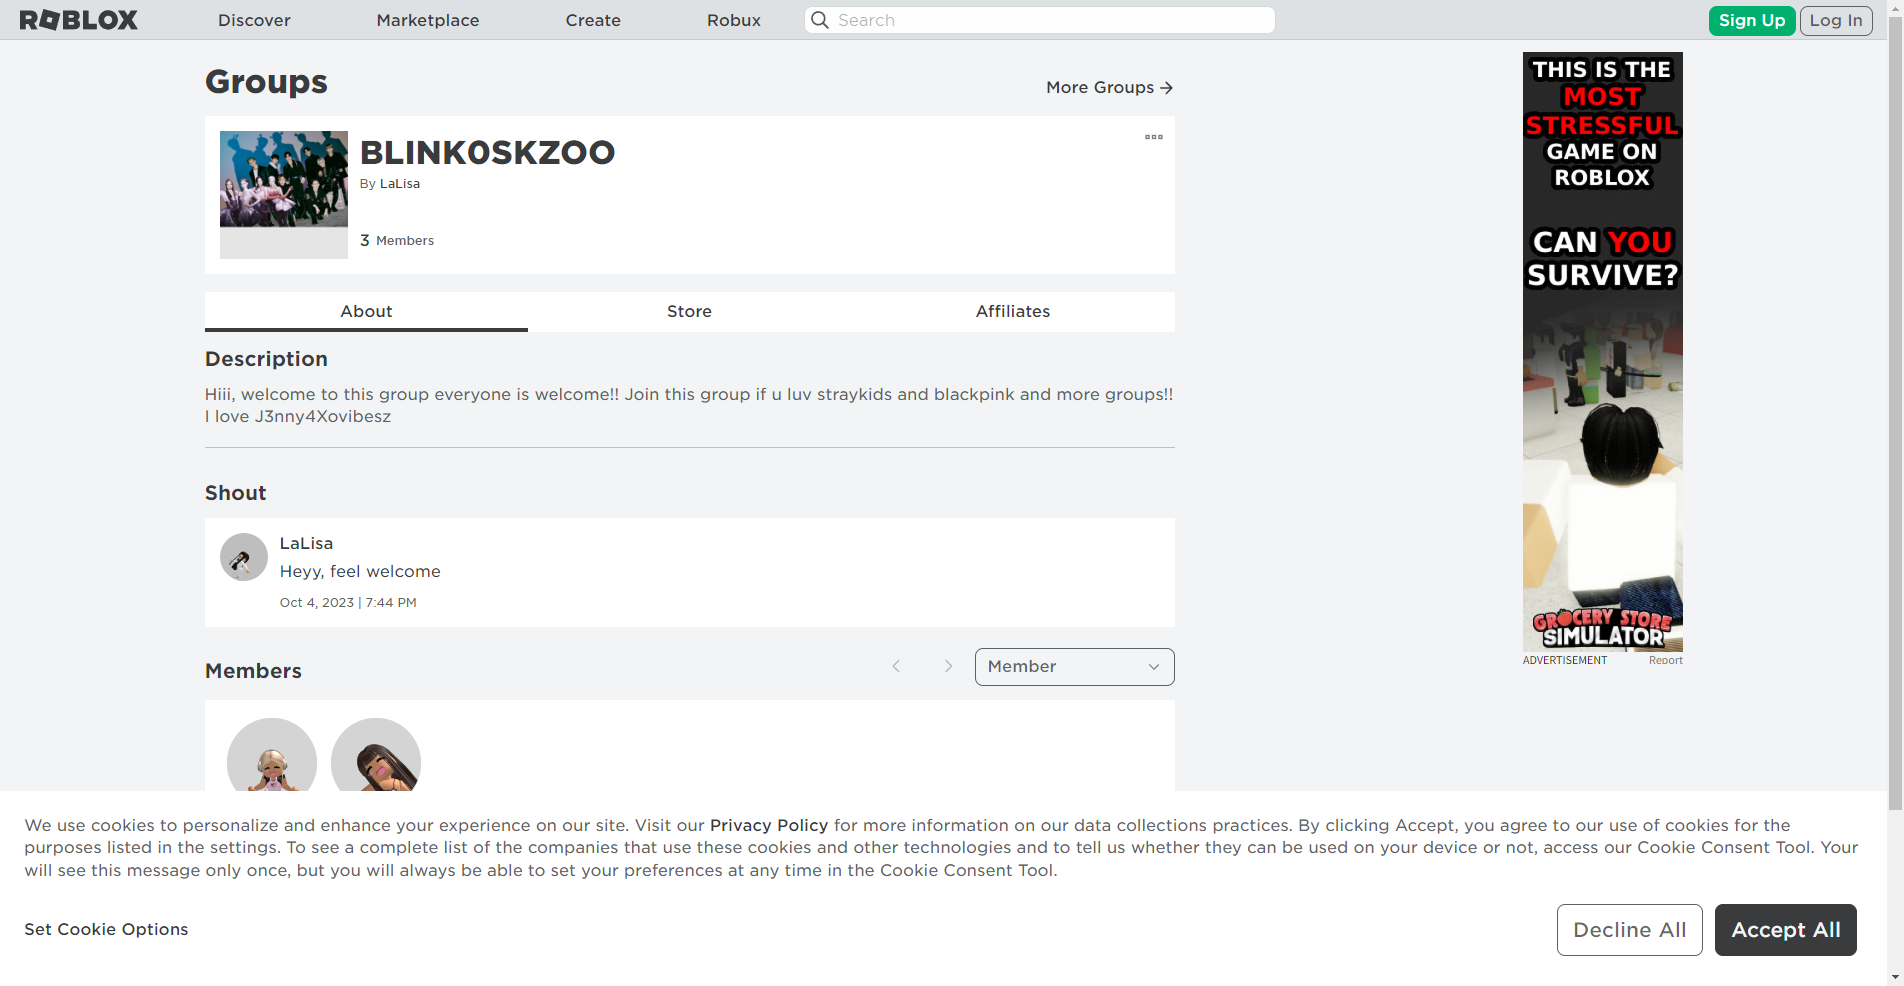 ROBLOX
Discover
Marketplace
Create
Robux
Search
Sign Up
Log In
Groups
More Groups
BLINK0SKZOO
By LaLisa
3 Members
About
Store
Affiliates
Description
Hiii, welcome to this group everyone is welcome!! Join this group if u luv straykids and blackpink and more groups!!
I love J3nny4Xovibesz
Shout
LaLisa
Heyy, feel welcome
Oct 4, 2023 | 7:44 PM
Members
Member
THIS IS THE
MOST
STRESSFUL
GAME ON
ROBLOX
CAN YOU
SURVIVE?
GROCERY STORE
SIMULATOR
ADVERTISEMENT
Report
We use cookies to personalize and enhance your experience on our site. Visit our Privacy Policy for more information on our data collections practices. By clicking Accept, you agree to our use of cookies for the
purposes listed in the settings. To see a complete list of the companies that use these cookies and other technologies and to tell us whether they can be used on your device or not, access our Cookie Consent Tool. Your
will see this message only once, but you will always be able to set your preferences at any time in the Cookie Consent Tool.
Set Cookie Options
Decline All
Accept All